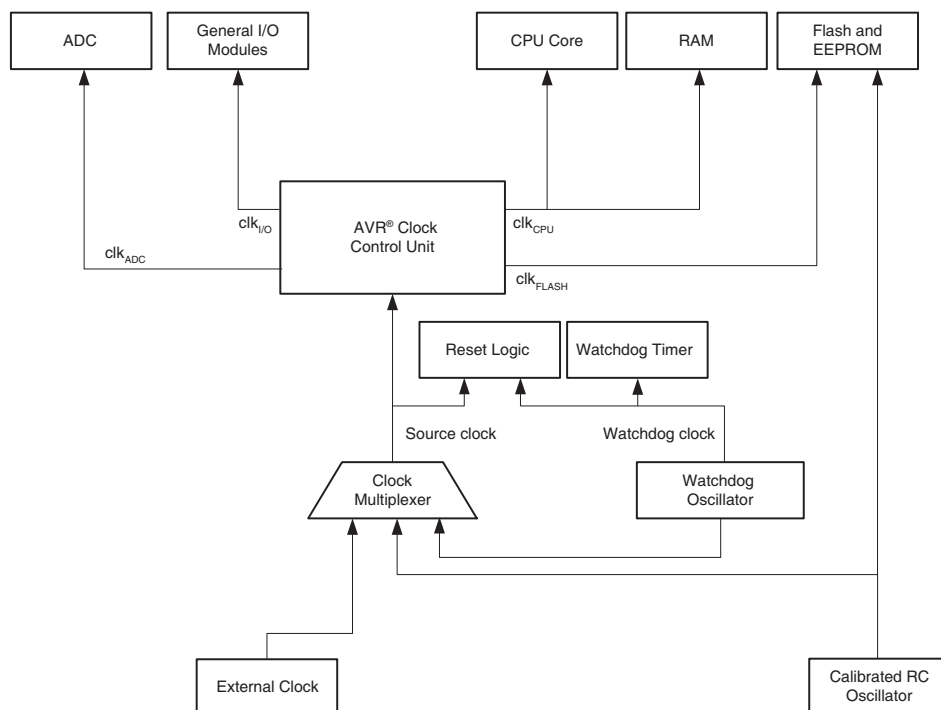 ADC
General I/O
Modules
CPU Core
RAM
Flash and
EEPROM
AVR® Clock
Control Unit
clkI/O
clkCPU
clkADC
clkFLASH
Reset Logic
Watchdog Timer
Source clock
Watchdog clock
Clock
Multiplexer
Watchdog
Oscillator
External Clock
Calibrated RC
Oscillator